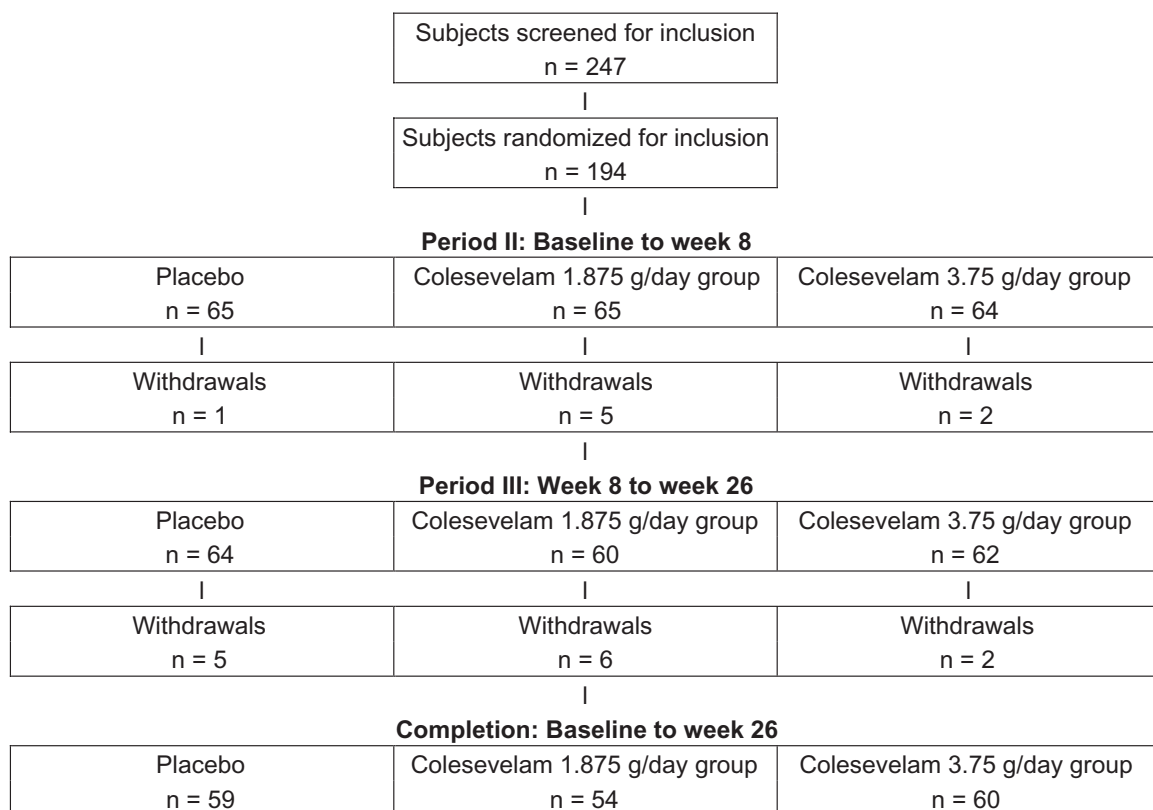 Subjects screened for inclusion
n = 247
Subjects randomized for inclusion
n = 194
Period II: Baseline to week 8
Placebo
n = 65
Colesevelam 1.875 g/day group
n = 65
Colesevelam 3.75 g/day group
n = 64
Withdrawals
n = 1
Withdrawals
n = 5
Withdrawals
n = 2
Period III: Week 8 to week 26
Placebo
n = 64
Colesevelam 1.875 g/day group
n = 60
Colesevelam 3.75 g/day group
n = 62
Withdrawals
n = 5
Withdrawals
n = 6
Withdrawals
n = 2
Completion: Baseline to week 26
Placebo
n = 59
Colesevelam 1.875 g/day group
n = 54
Colesevelam 3.75 g/day group
n = 60